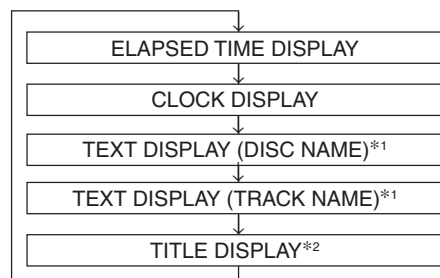 ELAPSED TIME DISPLAY
CLOCK DISPLAY
TEXT DISPLAY (DISC NAME)*1
TEXT DISPLAY (TRACK NAME)*1
TITLE DISPLAY*2